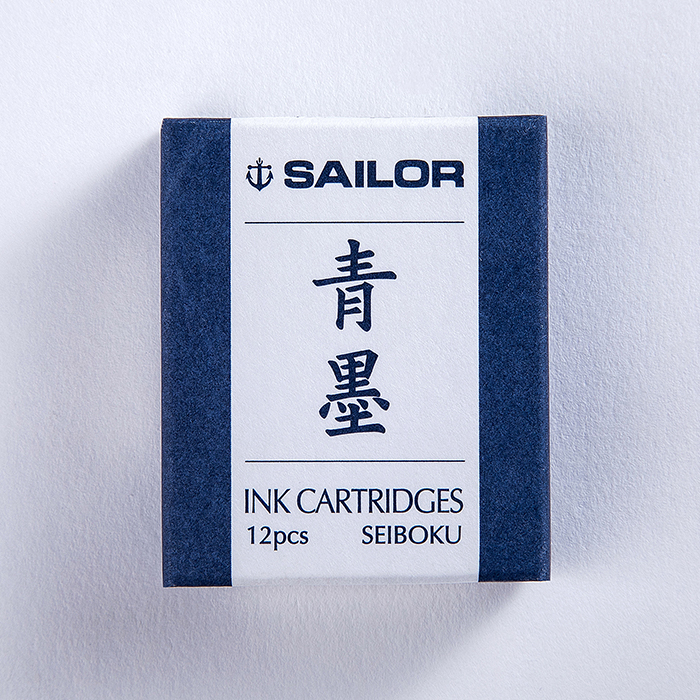 SAILOR
青墨
INK CARTRIDGES
12pcs SEIBOKU